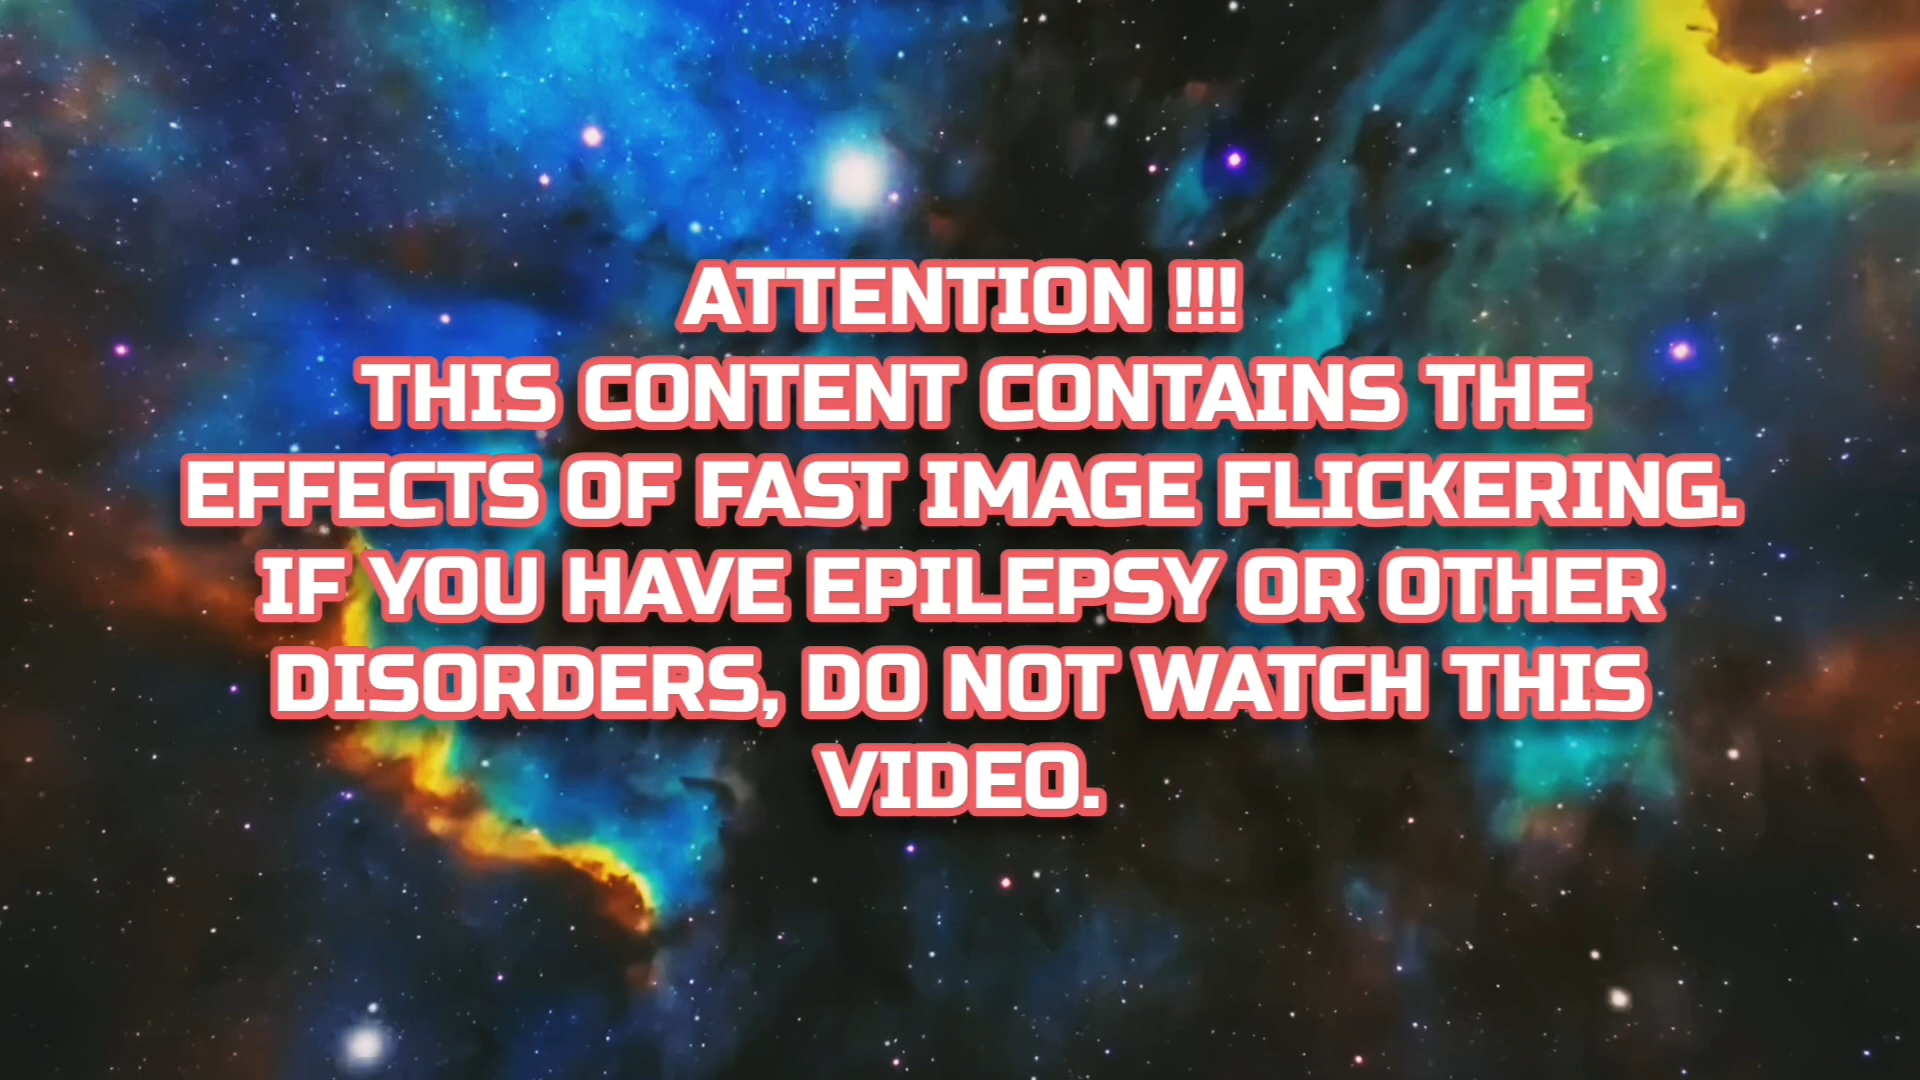 ATTENTION !!!
THIS CONTENT CONTAINS THE
EFFECTS OF FAST IMAGE FLICKERING.
IF YOU HAVE EPILEPSY OR OTHER
DISORDERS, DO NOT WATCH THIS
VIDEO.